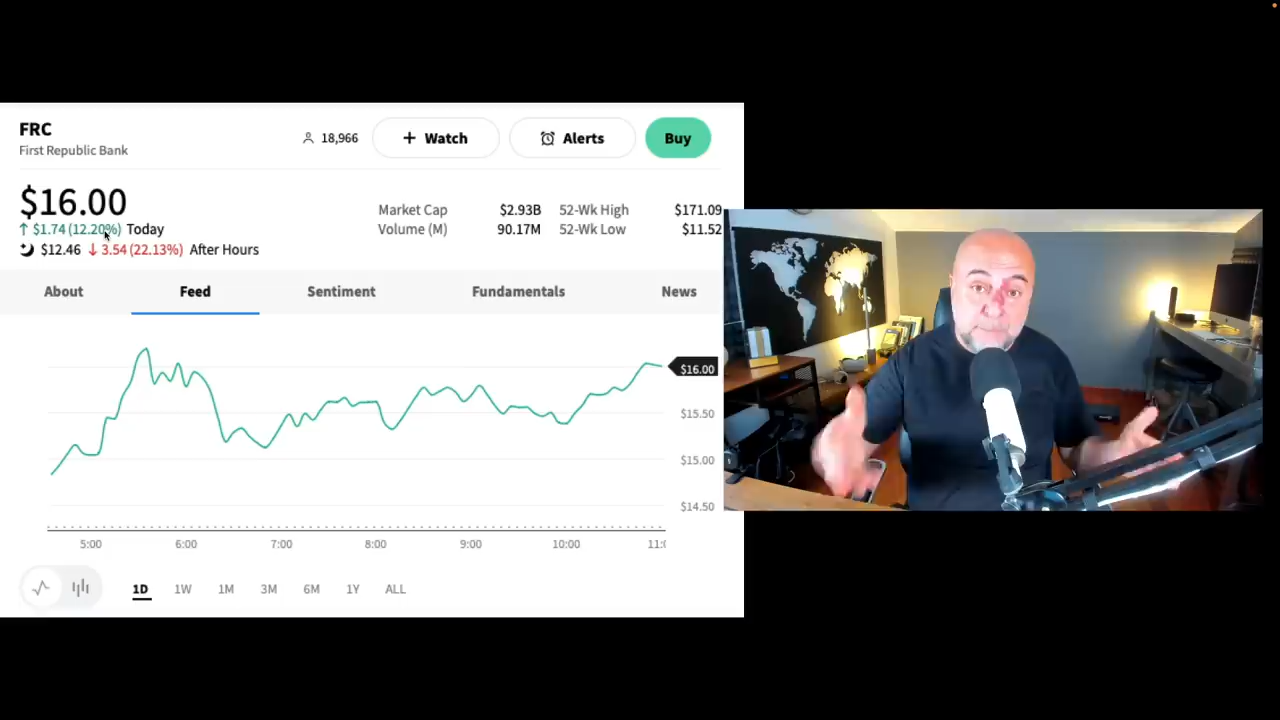 FRC
First Republic Bank
18,966
+ Watch
Alerts
Buy
$16.00
↑ $1.74 (12.20%) Today
$12.46 ↓ 3.54 (22.13%) After Hours
Market Cap $2.93B 52-Wk High $171.09
Volume (M) 90.17M 52-Wk Low $11.52
About Feed Sentiment Fundamentals News
$16.00
$15.50
$15.00
$14.50
5:00 6:00 7:00 8:00 9:00 10:00
1D 1W 1M 3M 6M 1Y ALL